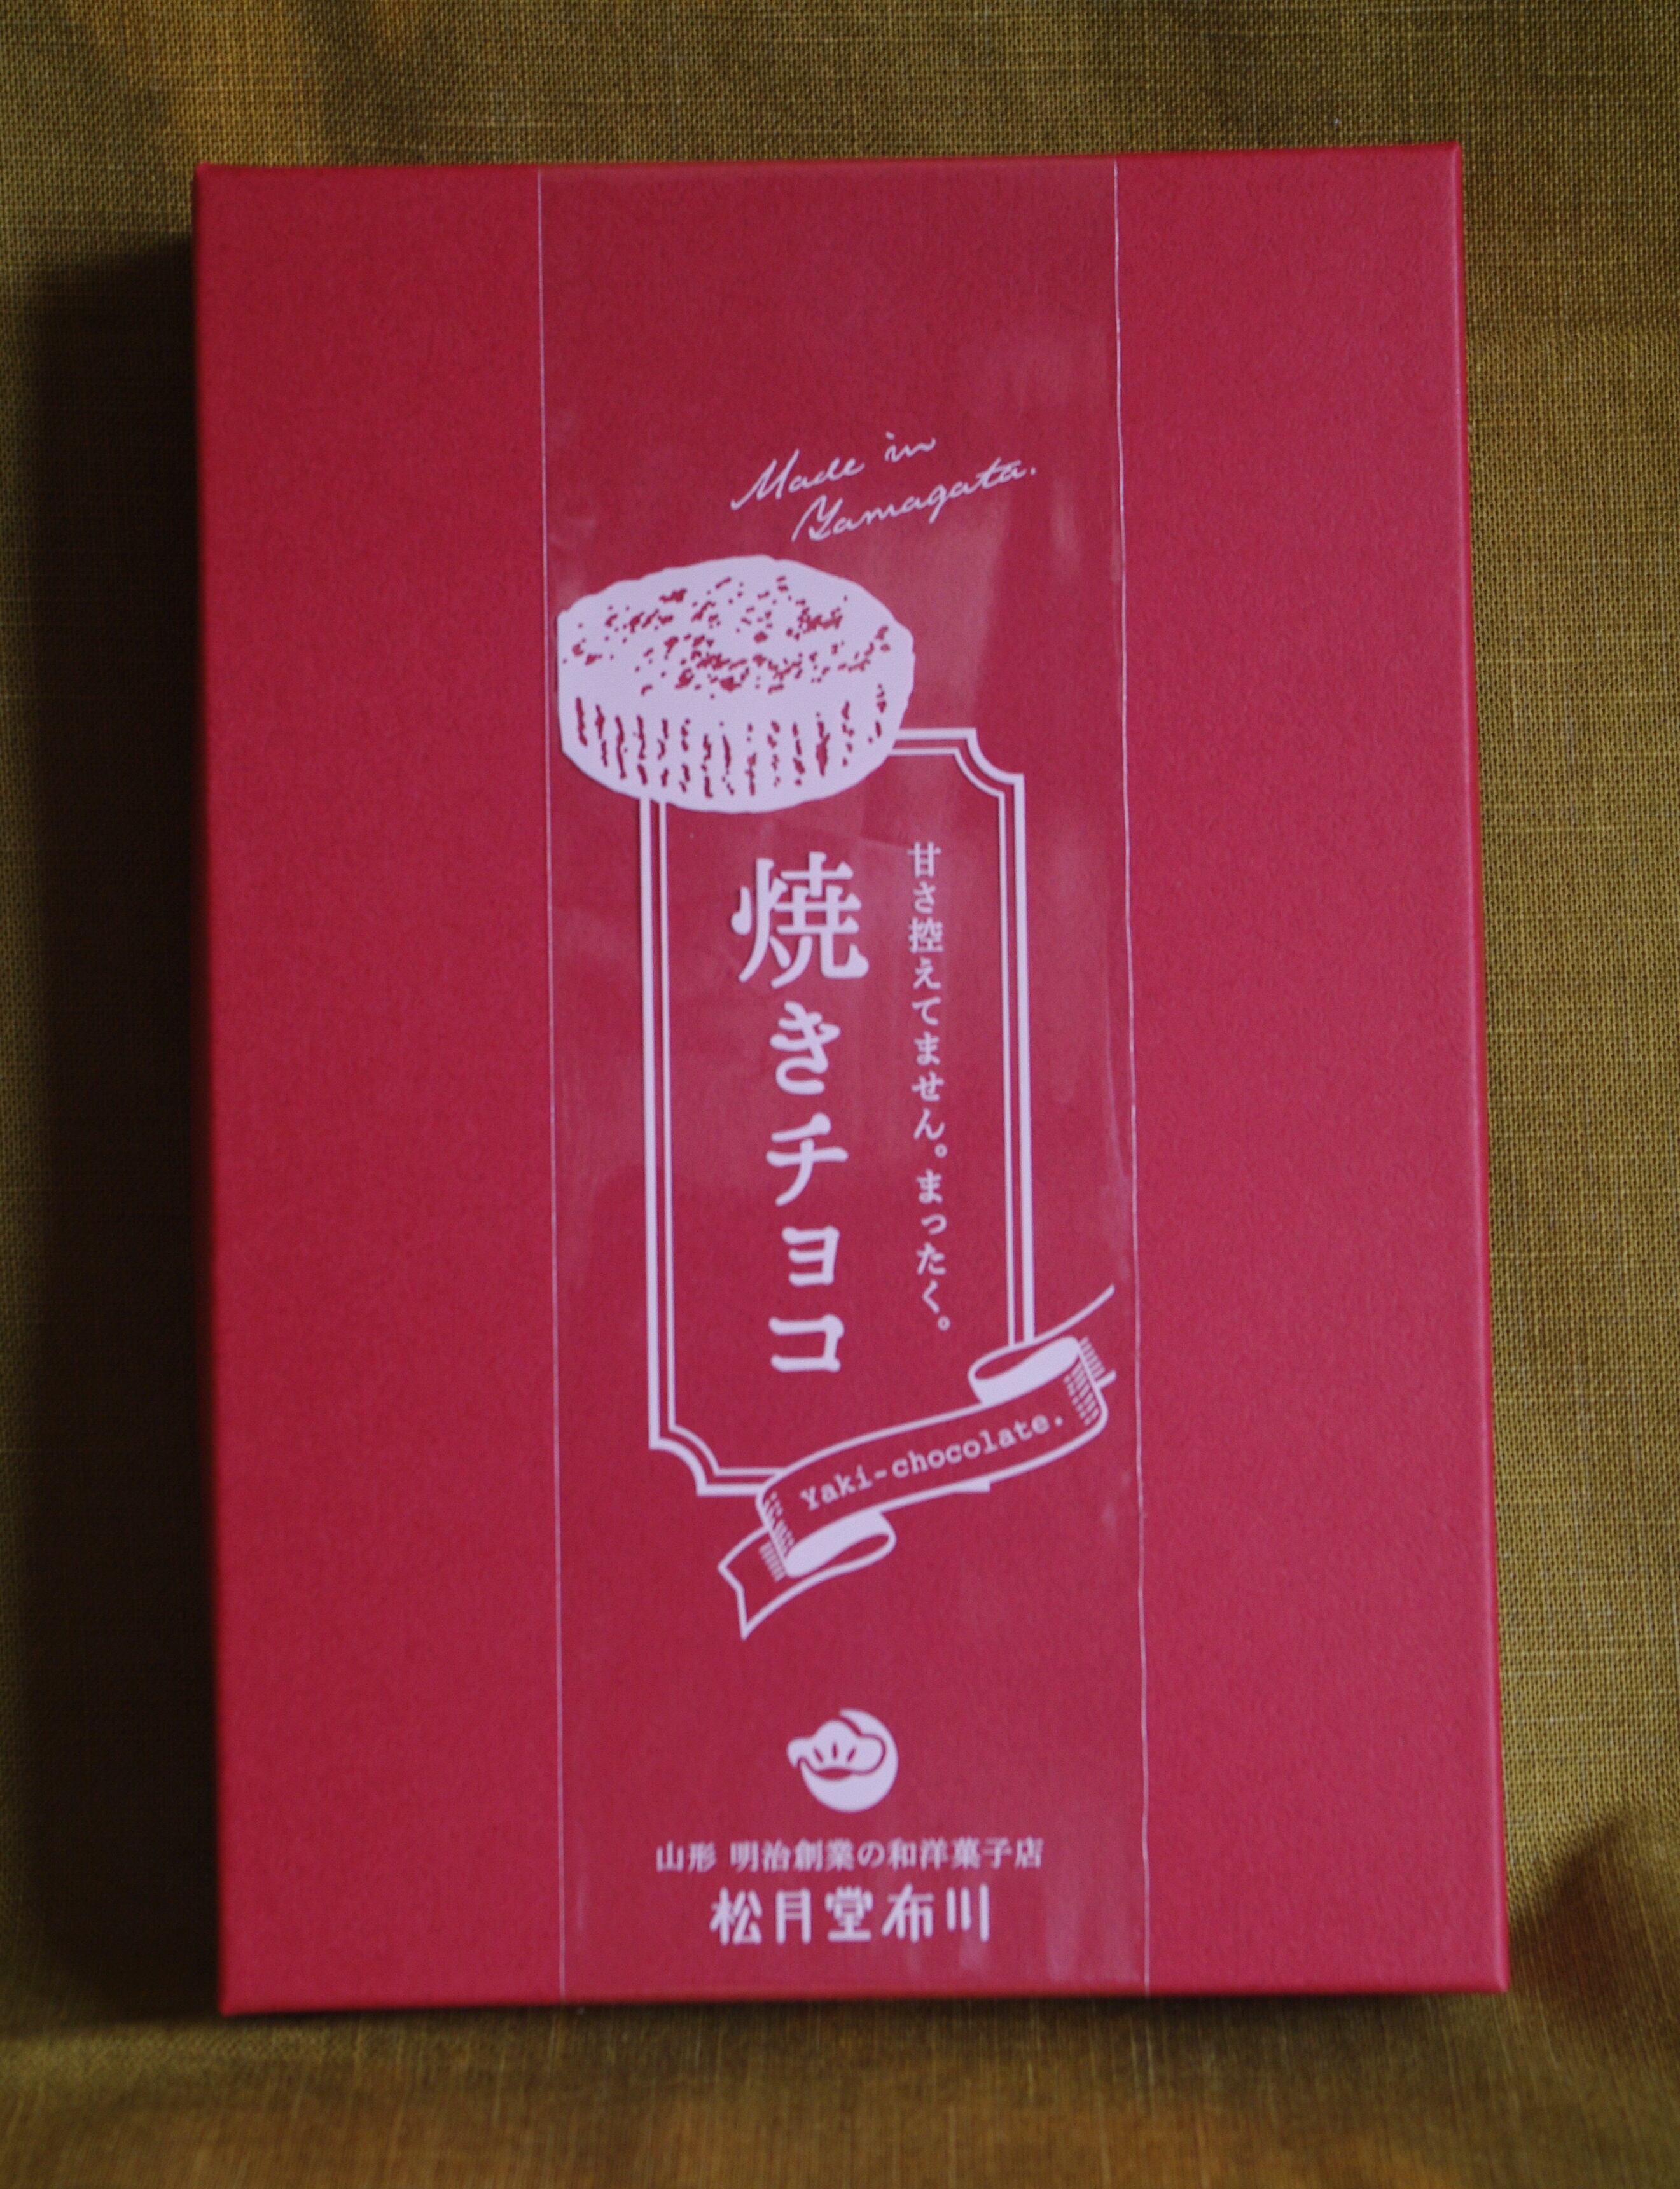 Made in
Yamagata.
甘さ控えてません。まったく。
焼きチョコ
Yaki-chocolate.
山形 明治創業の和洋菓子店
松月堂布川